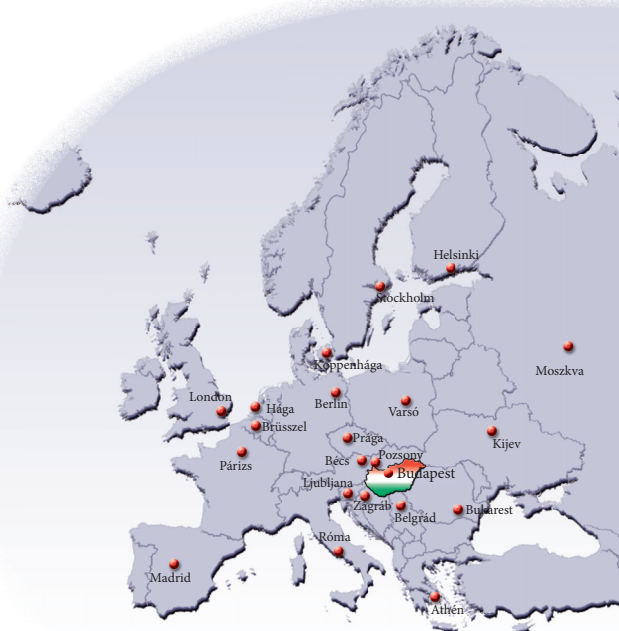 Helsinki
Stockholm
Koppenhága
Moszkva
London
Hága
Berlin
Varsó
Brüsszel
Prága
Kijev
Párizs
Bécs
Pozsony
Budapest
Ljubljana
Zágráb
Belgrád
Bukarest
Róma
Madrid
Athén